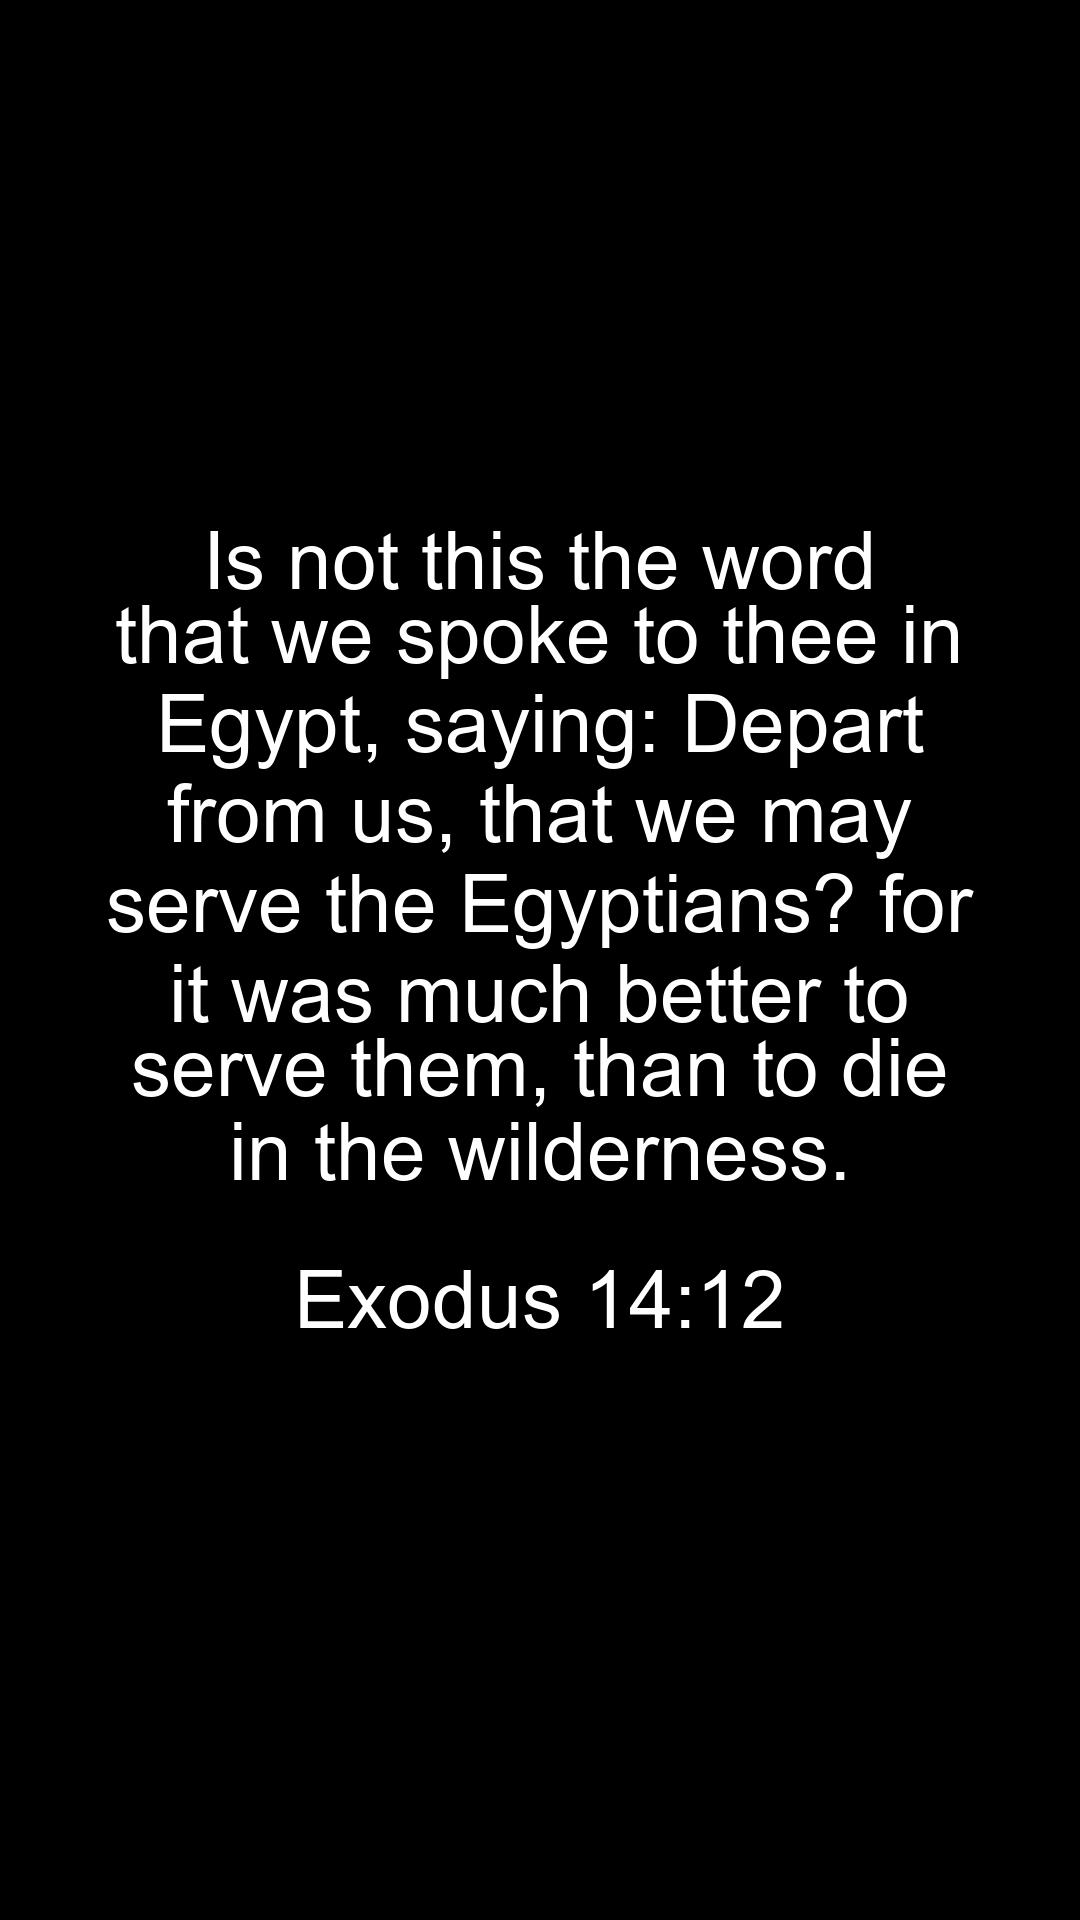 Is not this the word
that we spoke to thee in
Egypt, saying: Depart
from us, that we may
serve the Egyptians? for
it was much better to
serve them, than to die
in the wilderness.
Exodus 14:12